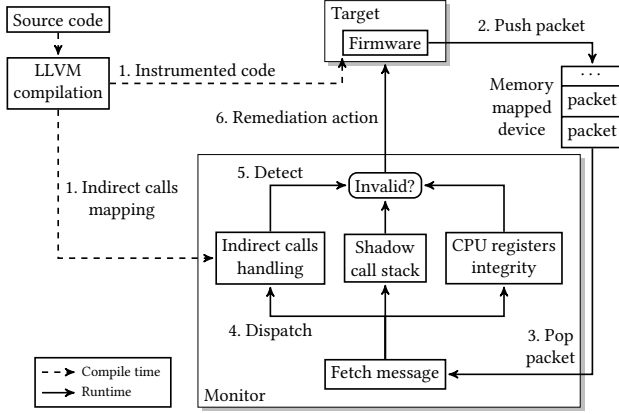 Source code
LLVM
compilation
1. Instrumented code
Target
Firmware
2. Push packet
Memory
mapped
device
· · ·
packet
packet
6. Remediation action
1. Indirect calls
mapping
5. Detect
Invalid?
Indirect calls
handling
Shadow
call stack
CPU registers
integrity
4. Dispatch
3. Pop
packet
Fetch message
Monitor
Compile time
Runtime